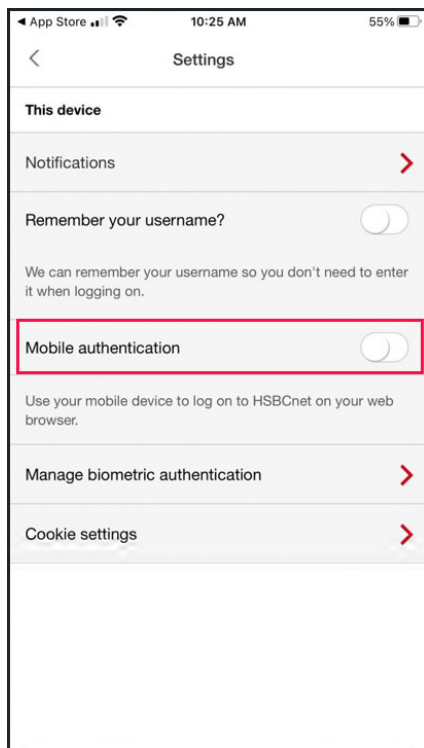 App Store 10:25 AM 55%
Settings
This device
Notifications
Remember your username?
We can remember your username so you don't need to enter
it when logging on.
Mobile authentication
Use your mobile device to log on to HSBCnet on your web
browser.
Manage biometric authentication
Cookie settings